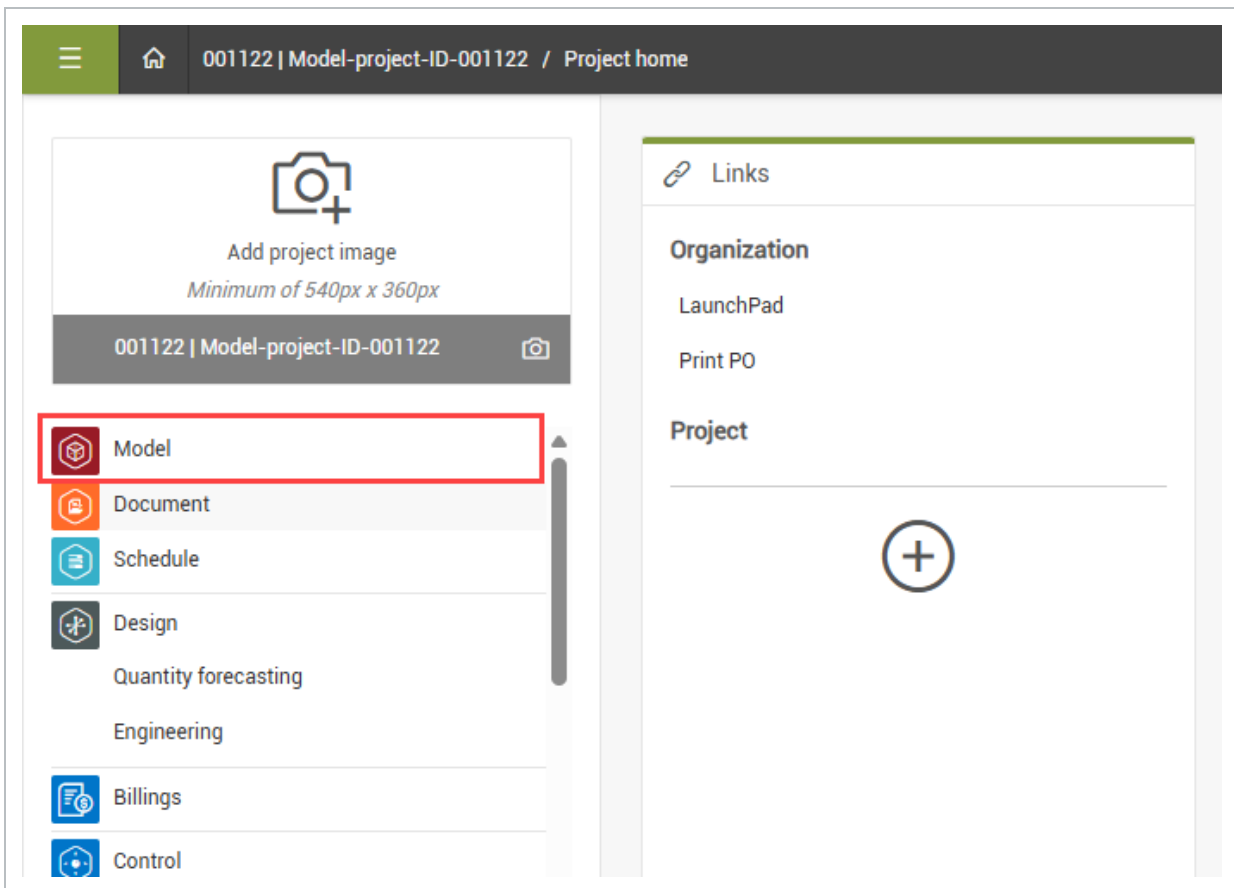 001122 | Model-project-ID-001122 / Project home
Add project image
Minimum of 540px x 360px
001122 | Model-project-ID-001122
Model
Document
Schedule
Design
Quantity forecasting
Engineering
Billings
Control
Links
Organization
LaunchPad
Print PO
Project